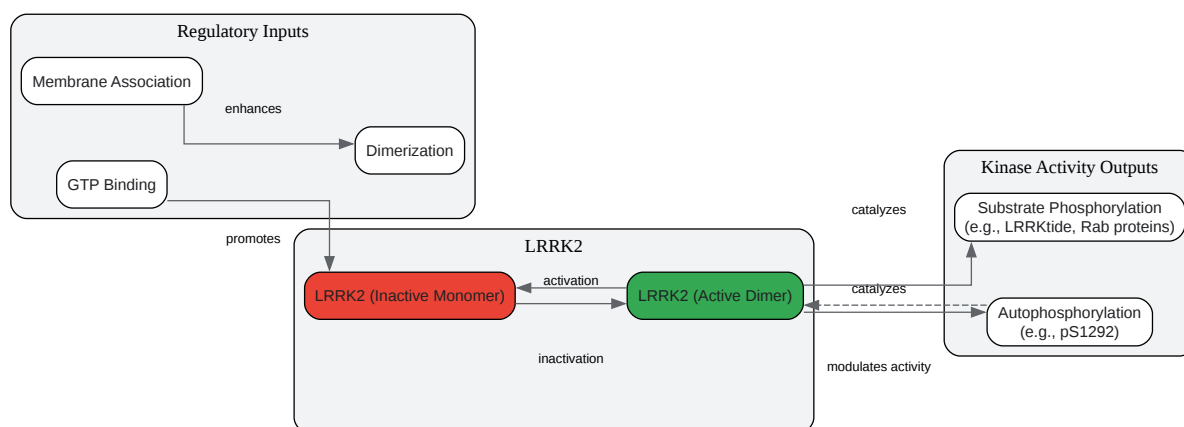 Regulatory Inputs
Membrane Association
enhances
Dimerization
GTP Binding
promotes
LRRK2
LRRK2 (Inactive Monomer)
activation
LRRK2 (Active Dimer)
inactivation
catalyzes
catalyzes
modulates activity
Kinase Activity Outputs
Substrate Phosphorylation
(e.g., LRRKtide, Rab proteins)
Autophosphorylation
(e.g., pS1292)